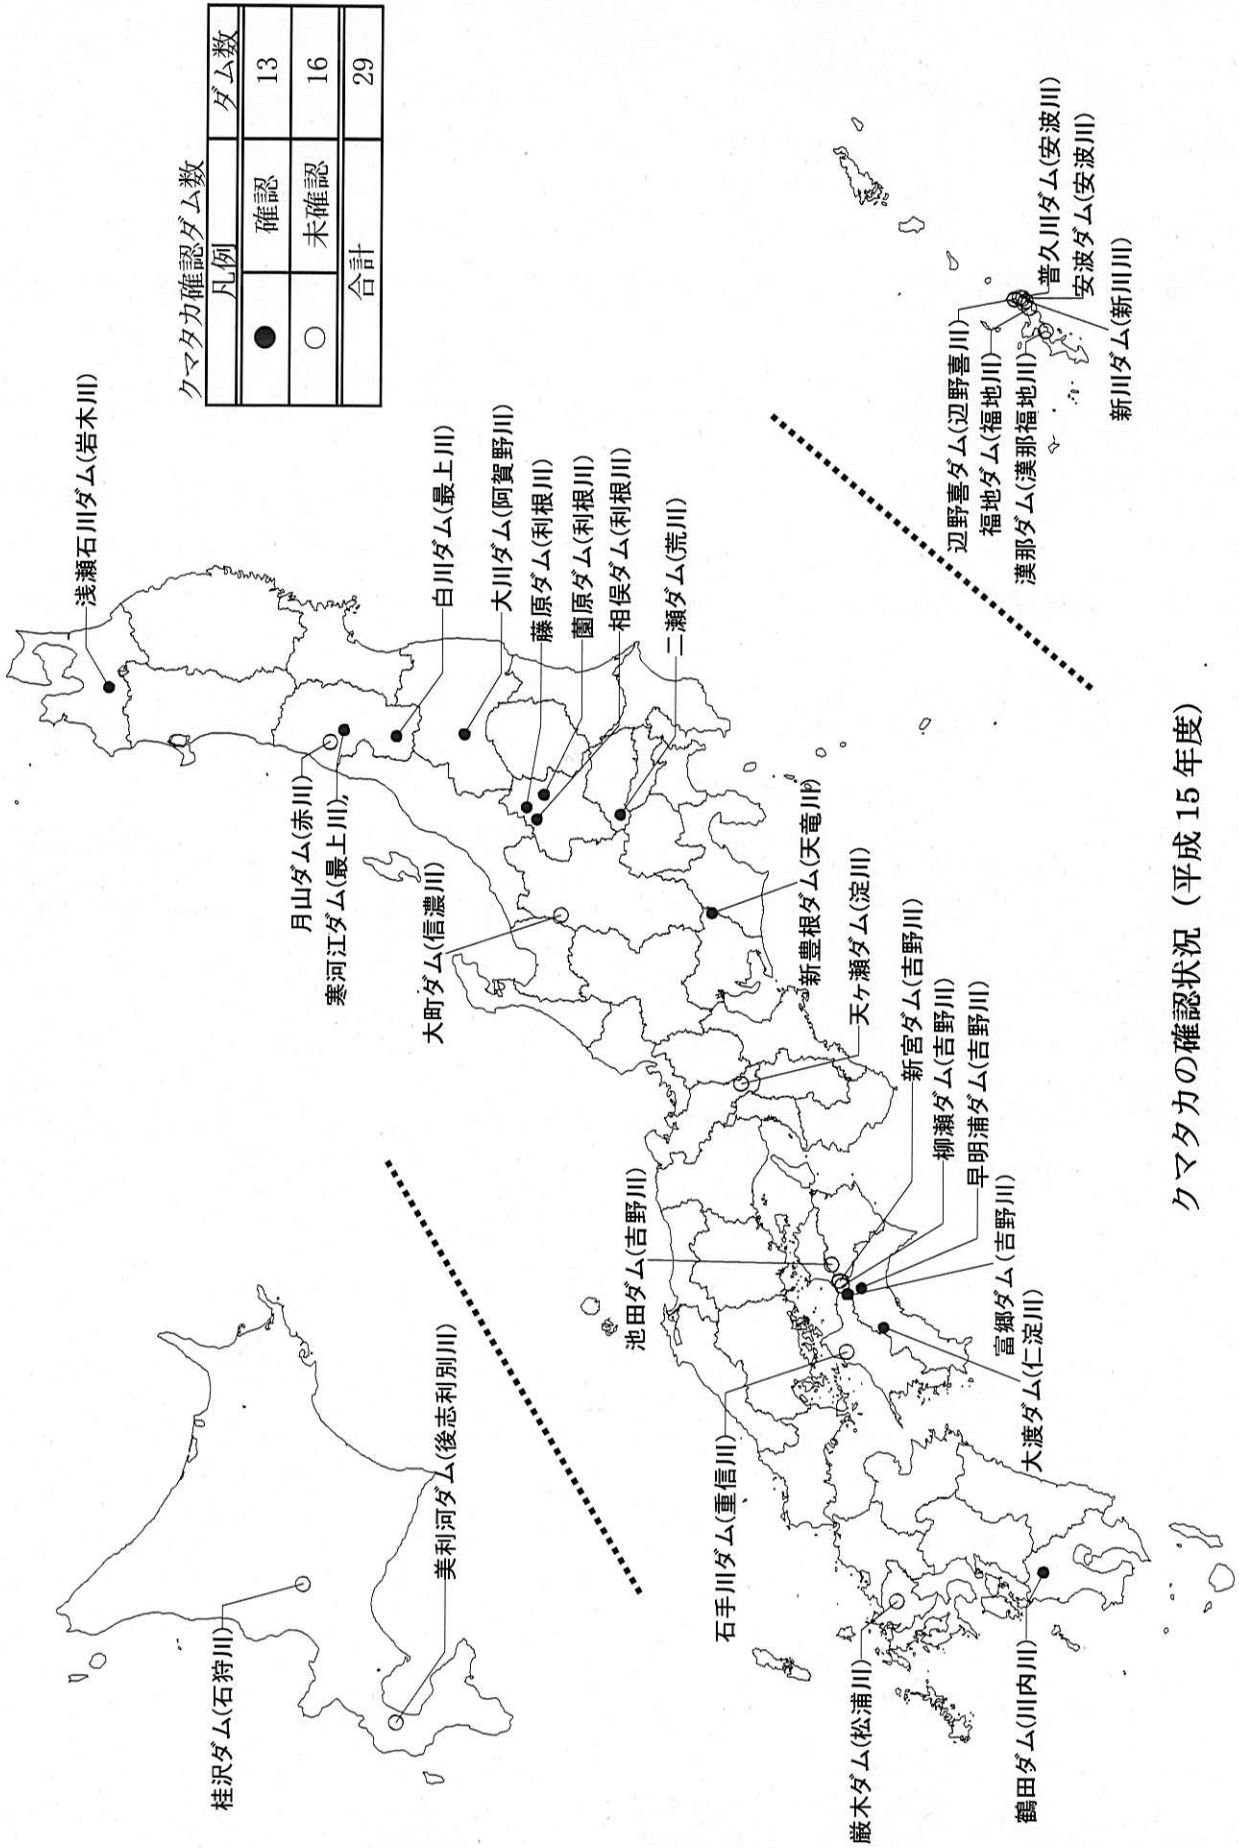 クマタカ確認ダム数
凡例 ダム数
● 確認 13
○ 未確認 16
合計 29
浅瀬石川ダム(岩木川)
月山ダム(赤川)
寒河江ダム(最上川)
白川ダム(最上川)
大川ダム(阿賀野川)
藤原ダム(利根川)
薗原ダム(利根川)
相俣ダム(利根川)
二瀬ダム(荒川)
大町ダム(信濃川)
新豊根ダム(天竜川)
天ヶ瀬ダム(淀川)
新宮ダム(吉野川)
柳瀬ダム(吉野川)
早明浦ダム(吉野川)
富郷ダム(吉野川)
大渡ダム(仁淀川)
池田ダム(吉野川)
石手川ダム(重信川)
厳木ダム(松浦川)
鶴田ダム(川内川)
桂沢ダム(石狩川)
美利河ダム(後志利別川)
辺野喜ダム(辺野喜川)
福地ダム(福地川)
漢那ダム(漢那福地川)
普久川ダム(安波川)
安波ダム(安波川)
新川ダム(新川川)
クマタカの確認状況（平成 15 年度）